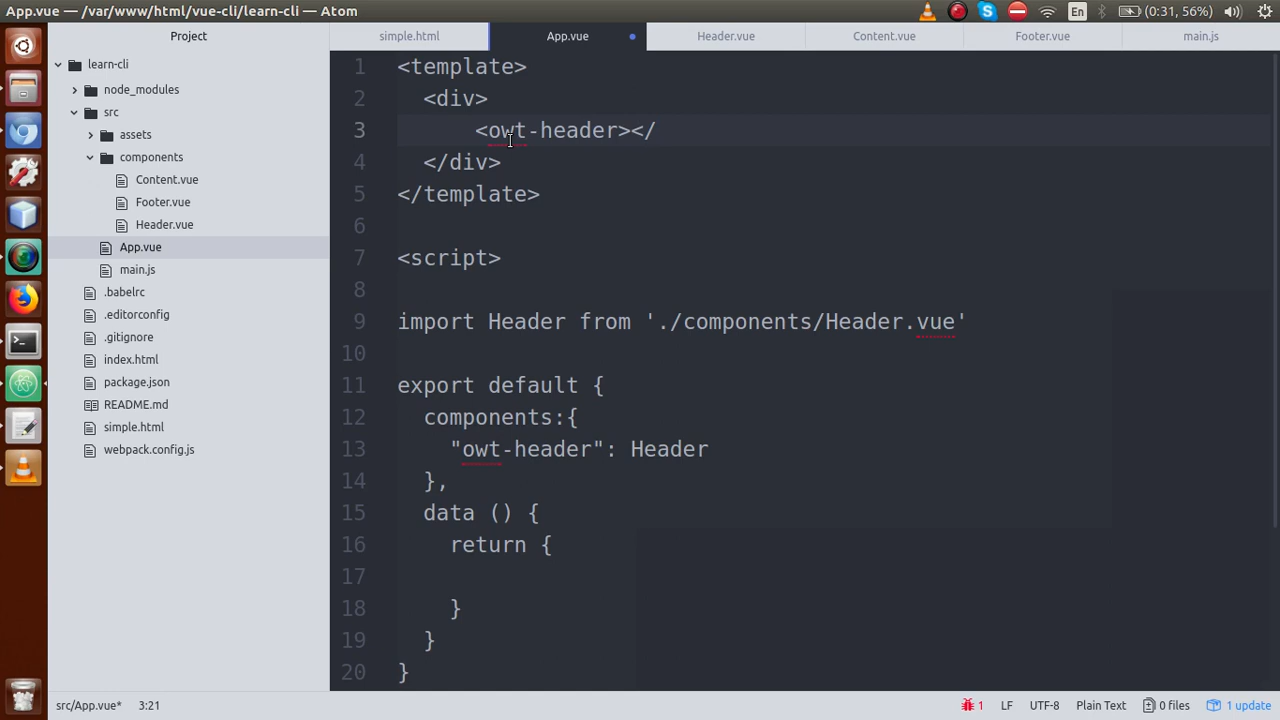 App.vue — /var/www/html/vue-cli/learn-cli — Atom
En
(0:31, 56%)
Project
simple.html
App.vue
Header.vue
Content.vue
Footer.vue
main.js
learn-cli
node_modules
src
assets
components
Content.vue
Footer.vue
Header.vue
App.vue
main.js
.babelrc
.editorconfig
.gitignore
index.html
package.json
README.md
simple.html
webpack.config.js
1 <template>
2 <div>
3 <owt-header></
4 </div>
5 </template>
6
7 <script>
8
9 import Header from './components/Header.vue'
10
11 export default {
12 components:{
13 "owt-header": Header
14 },
15 data () {
16 return {
17
18 }
19 }
20 }
src/App.vue* 3:21
1 LF UTF-8 Plain Text 0 files 1 update